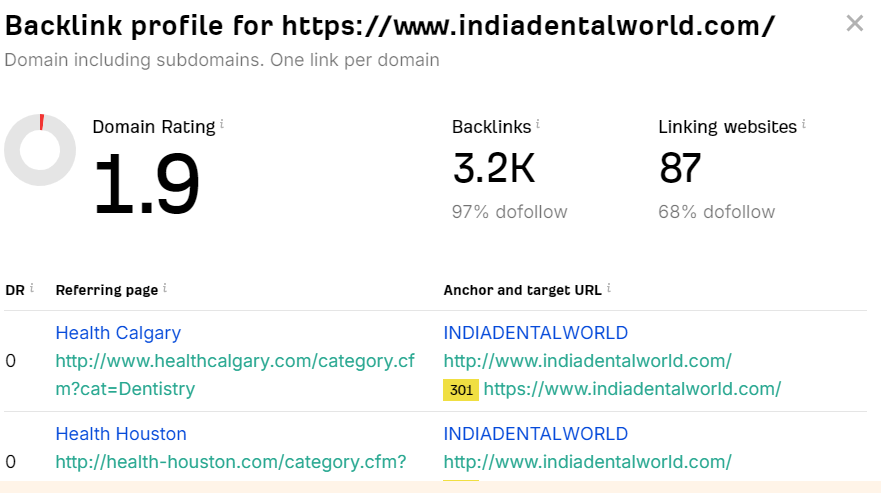 Backlink profile for https://www.indiadentalworld.com/
Domain including subdomains. One link per domain
Domain Rating i
1.9
Backlinks i
3.2K
97% dofollow
Linking websites i
87
68% dofollow
DR i Referring page i Anchor and target URL i
Health Calgary INDIADENTALWORLD
0 http://www.healthcalgary.com/category.cf http://www.indiadentalworld.com/
m?cat=Dentistry 301 https://www.indiadentalworld.com/
Health Houston INDIADENTALWORLD
0 http://health-houston.com/category.cfm? http://www.indiadentalworld.com/